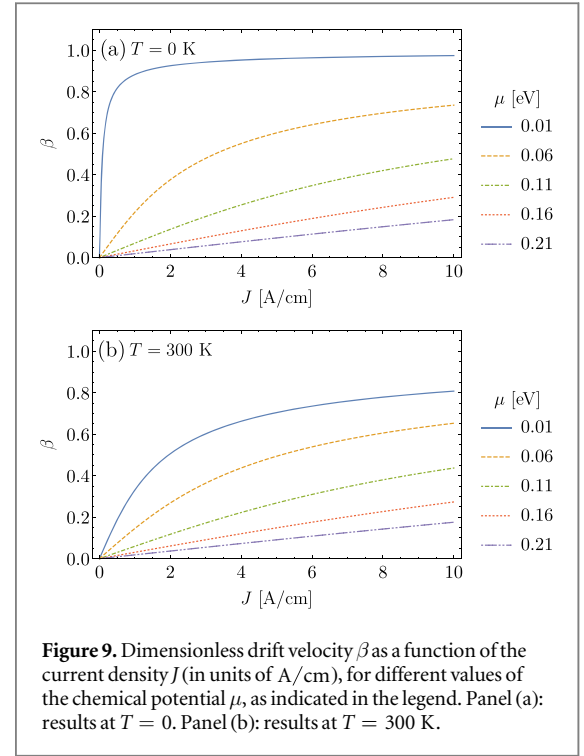 (a) T = 0 K
1.0
0.8
0.6
0.4
0.2
0.0
β
0 2 4 6 8 10
J [A/cm]
μ [eV]
0.01
0.06
0.11
0.16
0.21
(b) T = 300 K
1.0
0.8
0.6
0.4
0.2
0.0
β
0 2 4 6 8 10
J [A/cm]
μ [eV]
0.01
0.06
0.11
0.16
0.21
Figure 9. Dimensionless drift velocity β as a function of the
current density J (in units of A/cm), for different values of
the chemical potential μ, as indicated in the legend. Panel (a):
results at T = 0. Panel (b): results at T = 300 K.